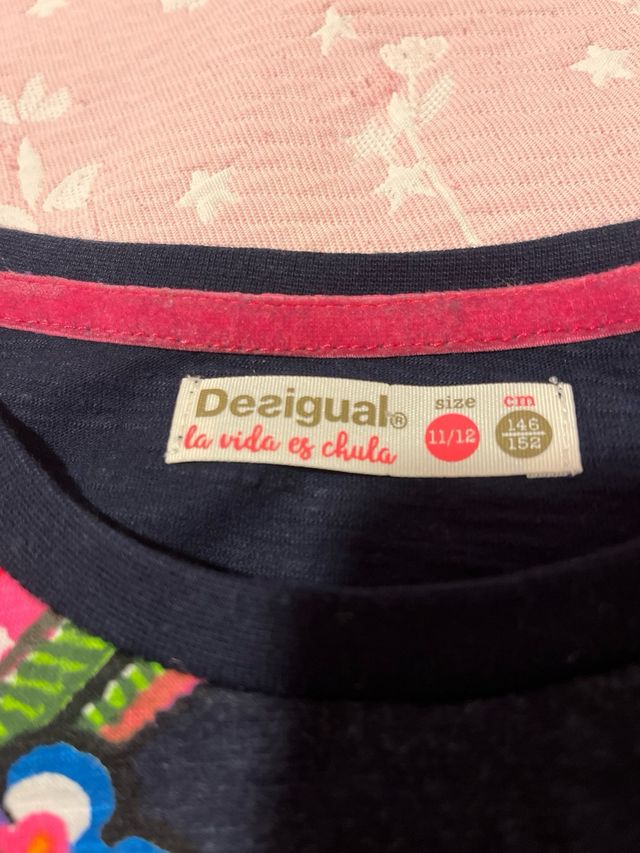 Desigual®
la vida es chula
size
11/12
cm
146
152